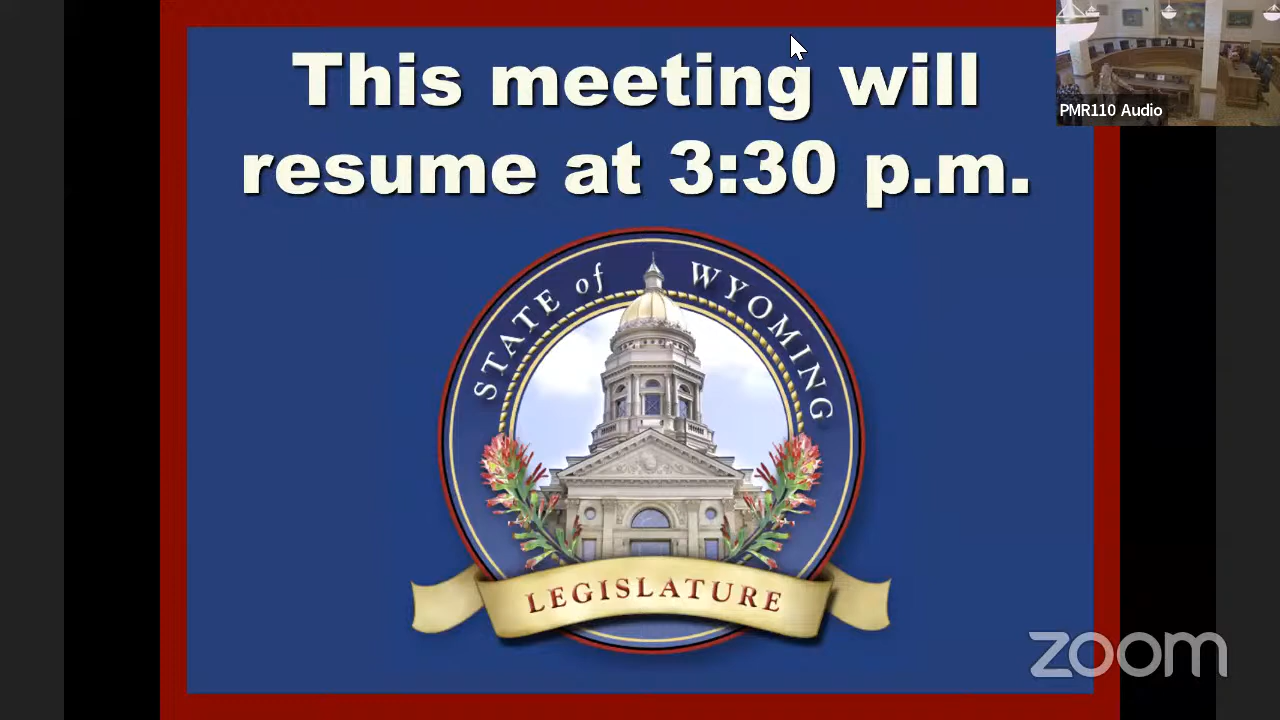 This meeting will
resume at 3:30 p.m.
PMR110 Audio
STATE of WYOMING
LEGISLATURE
zoom